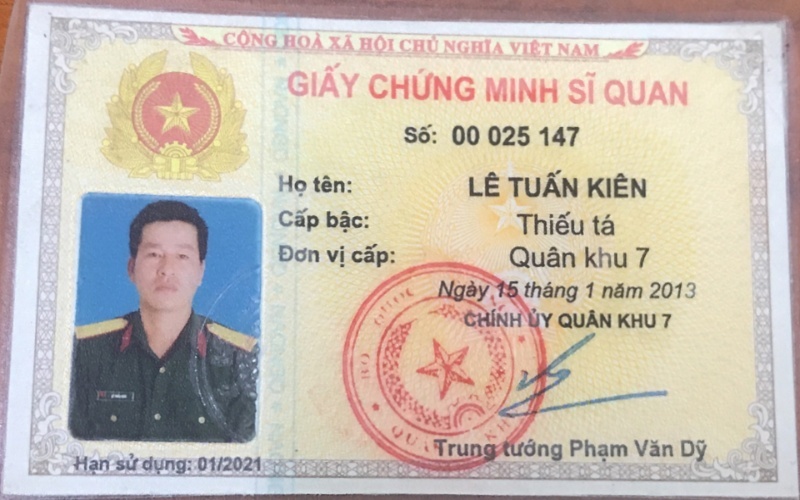 CỘNG HOÀ XÃ HỘI CHỦ NGHĨA VIỆT NAM
GIẤY CHỨNG MINH SĨ QUAN
Số: 00 025 147
Họ tên: LÊ TUẤN KIÊN
Cấp bậc: Thiếu tá
Đơn vị cấp: Quân khu 7
Ngày 15 tháng 1 năm 2013
CHÍNH ỦY QUÂN KHU 7
Trung tướng Phạm Văn Dỹ
Hạn sử dụng: 01/2021